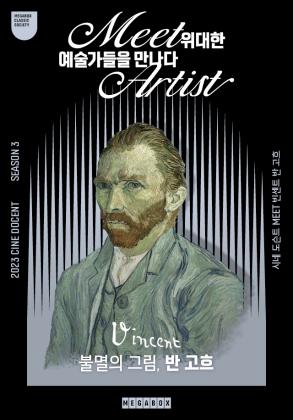 MEGABOX
CLASSIC
SOCIETY
Meet 위대한
예술가들을 만나다
Artist
2023 CINE DOCENT SEASON 3
시네 도슨트 MEET 빈센트 반 고흐
Vincent
불멸의 그림, 반 고흐
MEGABOX